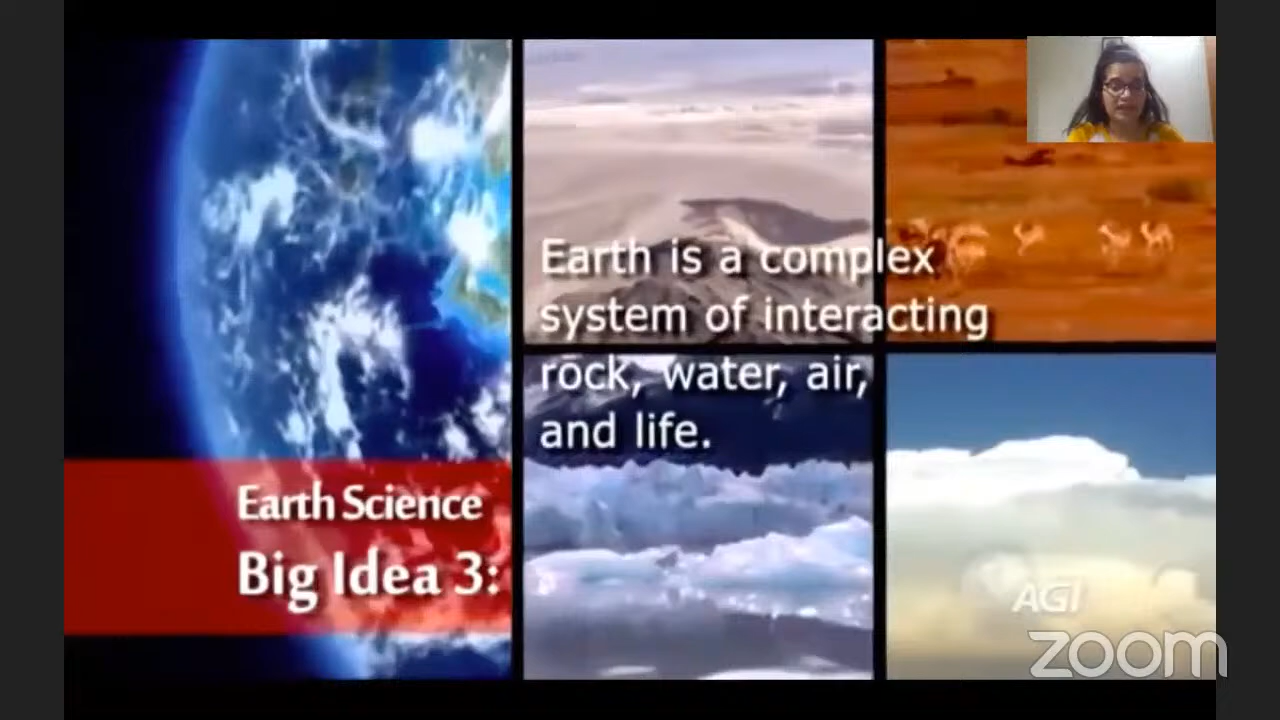 Earth is a complex
system of interacting
rock, water, air,
and life.
Earth Science
Big Idea 3:
AGI
zoom